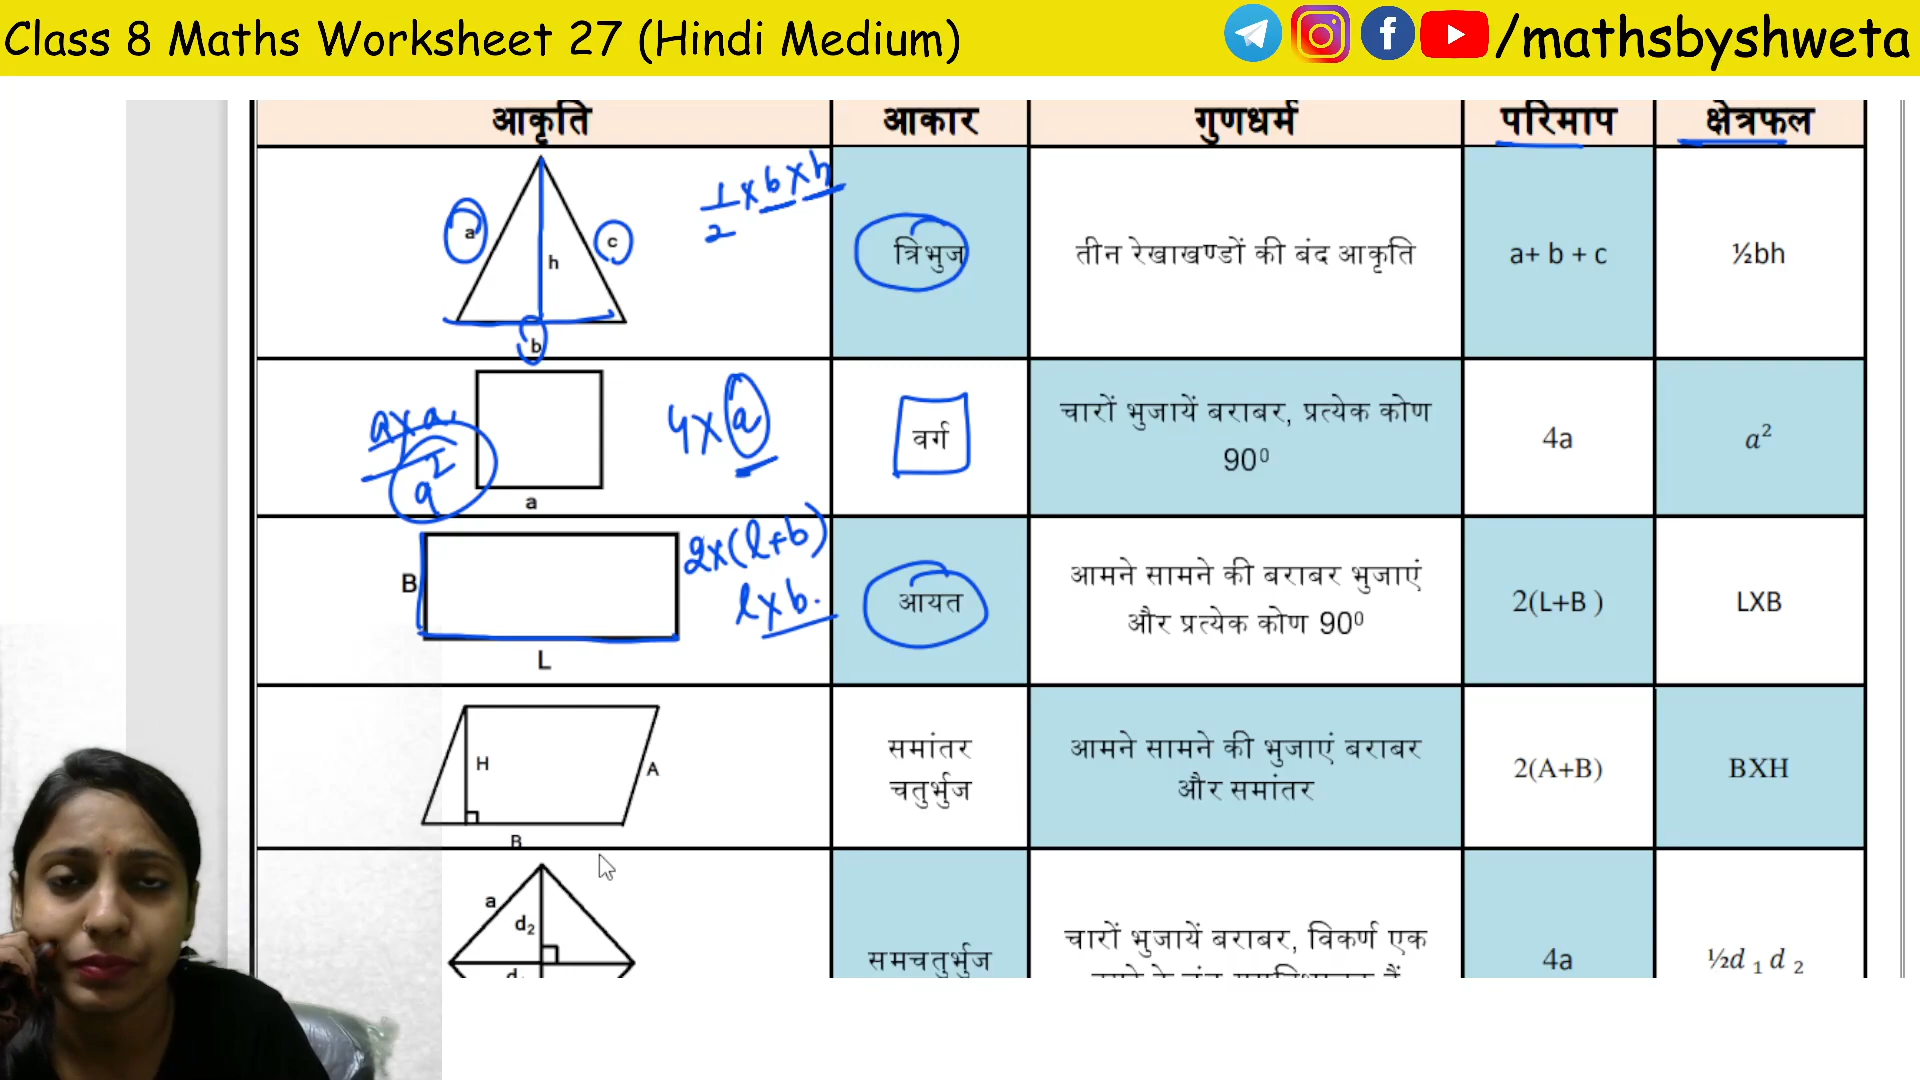 Class 8 Maths Worksheet 27 (Hindi Medium)
/mathsbyshweta
आकृति
आकार
गुणधर्म
परिमाप
क्षेत्रफल
a
c
h
b
1/2 × b × h
त्रिभुज
तीन रेखाखण्डों की बंद आकृति
a+ b + c
½bh
a×a
a²
a
4×a
वर्ग
चारों भुजायें बराबर, प्रत्येक कोण
90⁰
4a
a²
B
L
2×(l+b)
l×b.
आयत
आमने सामने की बराबर भुजाएं
और प्रत्येक कोण 90⁰
2(L+B )
LXB
H
A
B
समांतर
चतुर्भुज
आमने सामने की भुजाएं बराबर
और समांतर
2(A+B)
BXH
a
d₂
समचतुर्भुज
चारों भुजायें बराबर, विकर्ण एक
4a
½d ₁ d ₂